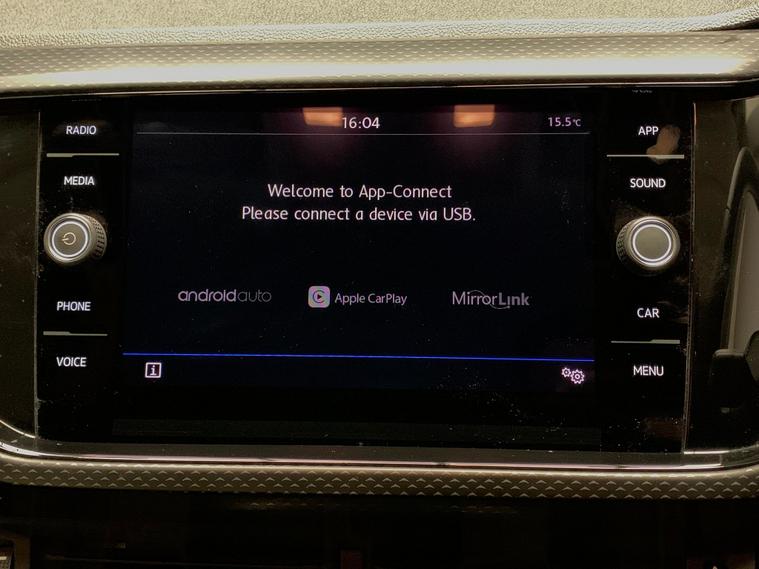 RADIO
MEDIA
PHONE
VOICE
16:04
15.5°C
Welcome to App-Connect
Please connect a device via USB.
androidauto
Apple CarPlay
MirrorLink
i
APP
SOUND
CAR
MENU